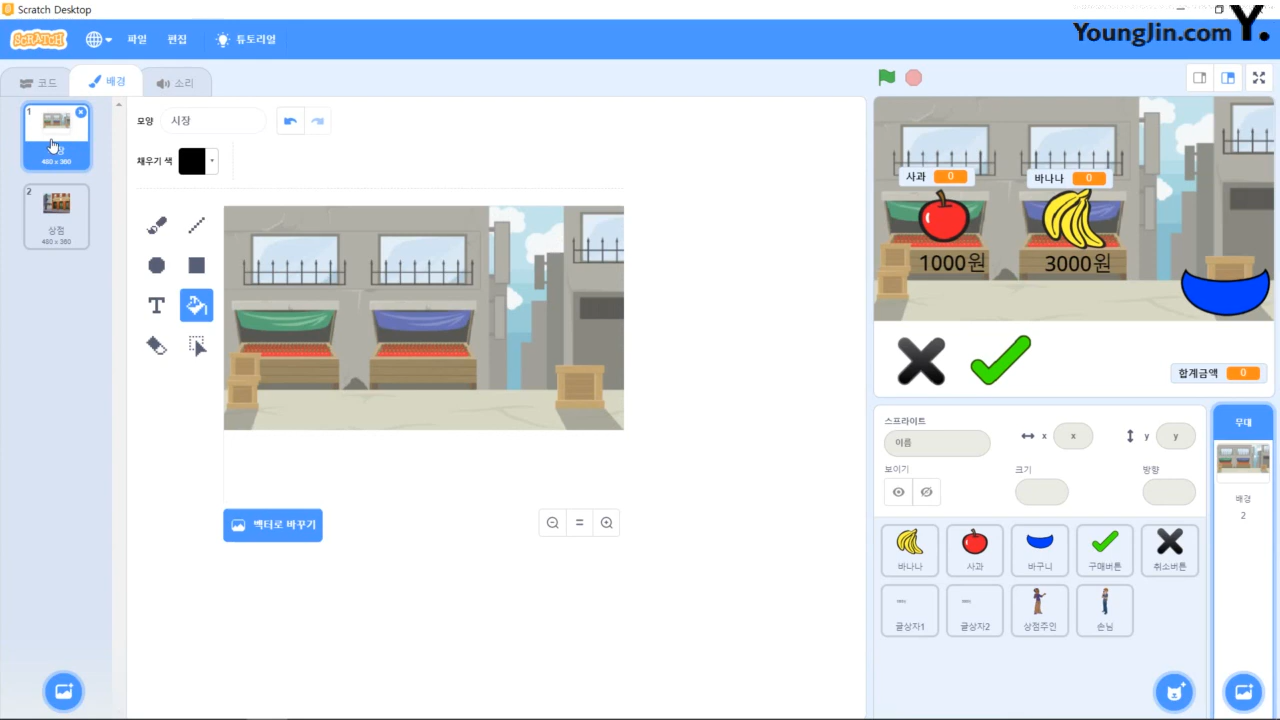 Scratch Desktop
YoungJin.com Y.
SCRATCH 파일 편집 튜토리얼
코드 배경 소리
1
480 x 360
2
상점
480 x 360
모양 시장
채우기 색
T
벡터로 바꾸기
사과 0
바나나 0
1000원
3000원
합계금액 0
스프라이트
이름
x x
y y
보이기
크기
방향
바나나
사과
바구니
구매버튼
취소버튼
글상자1
글상자2
상점주인
손님
무대
배경
2